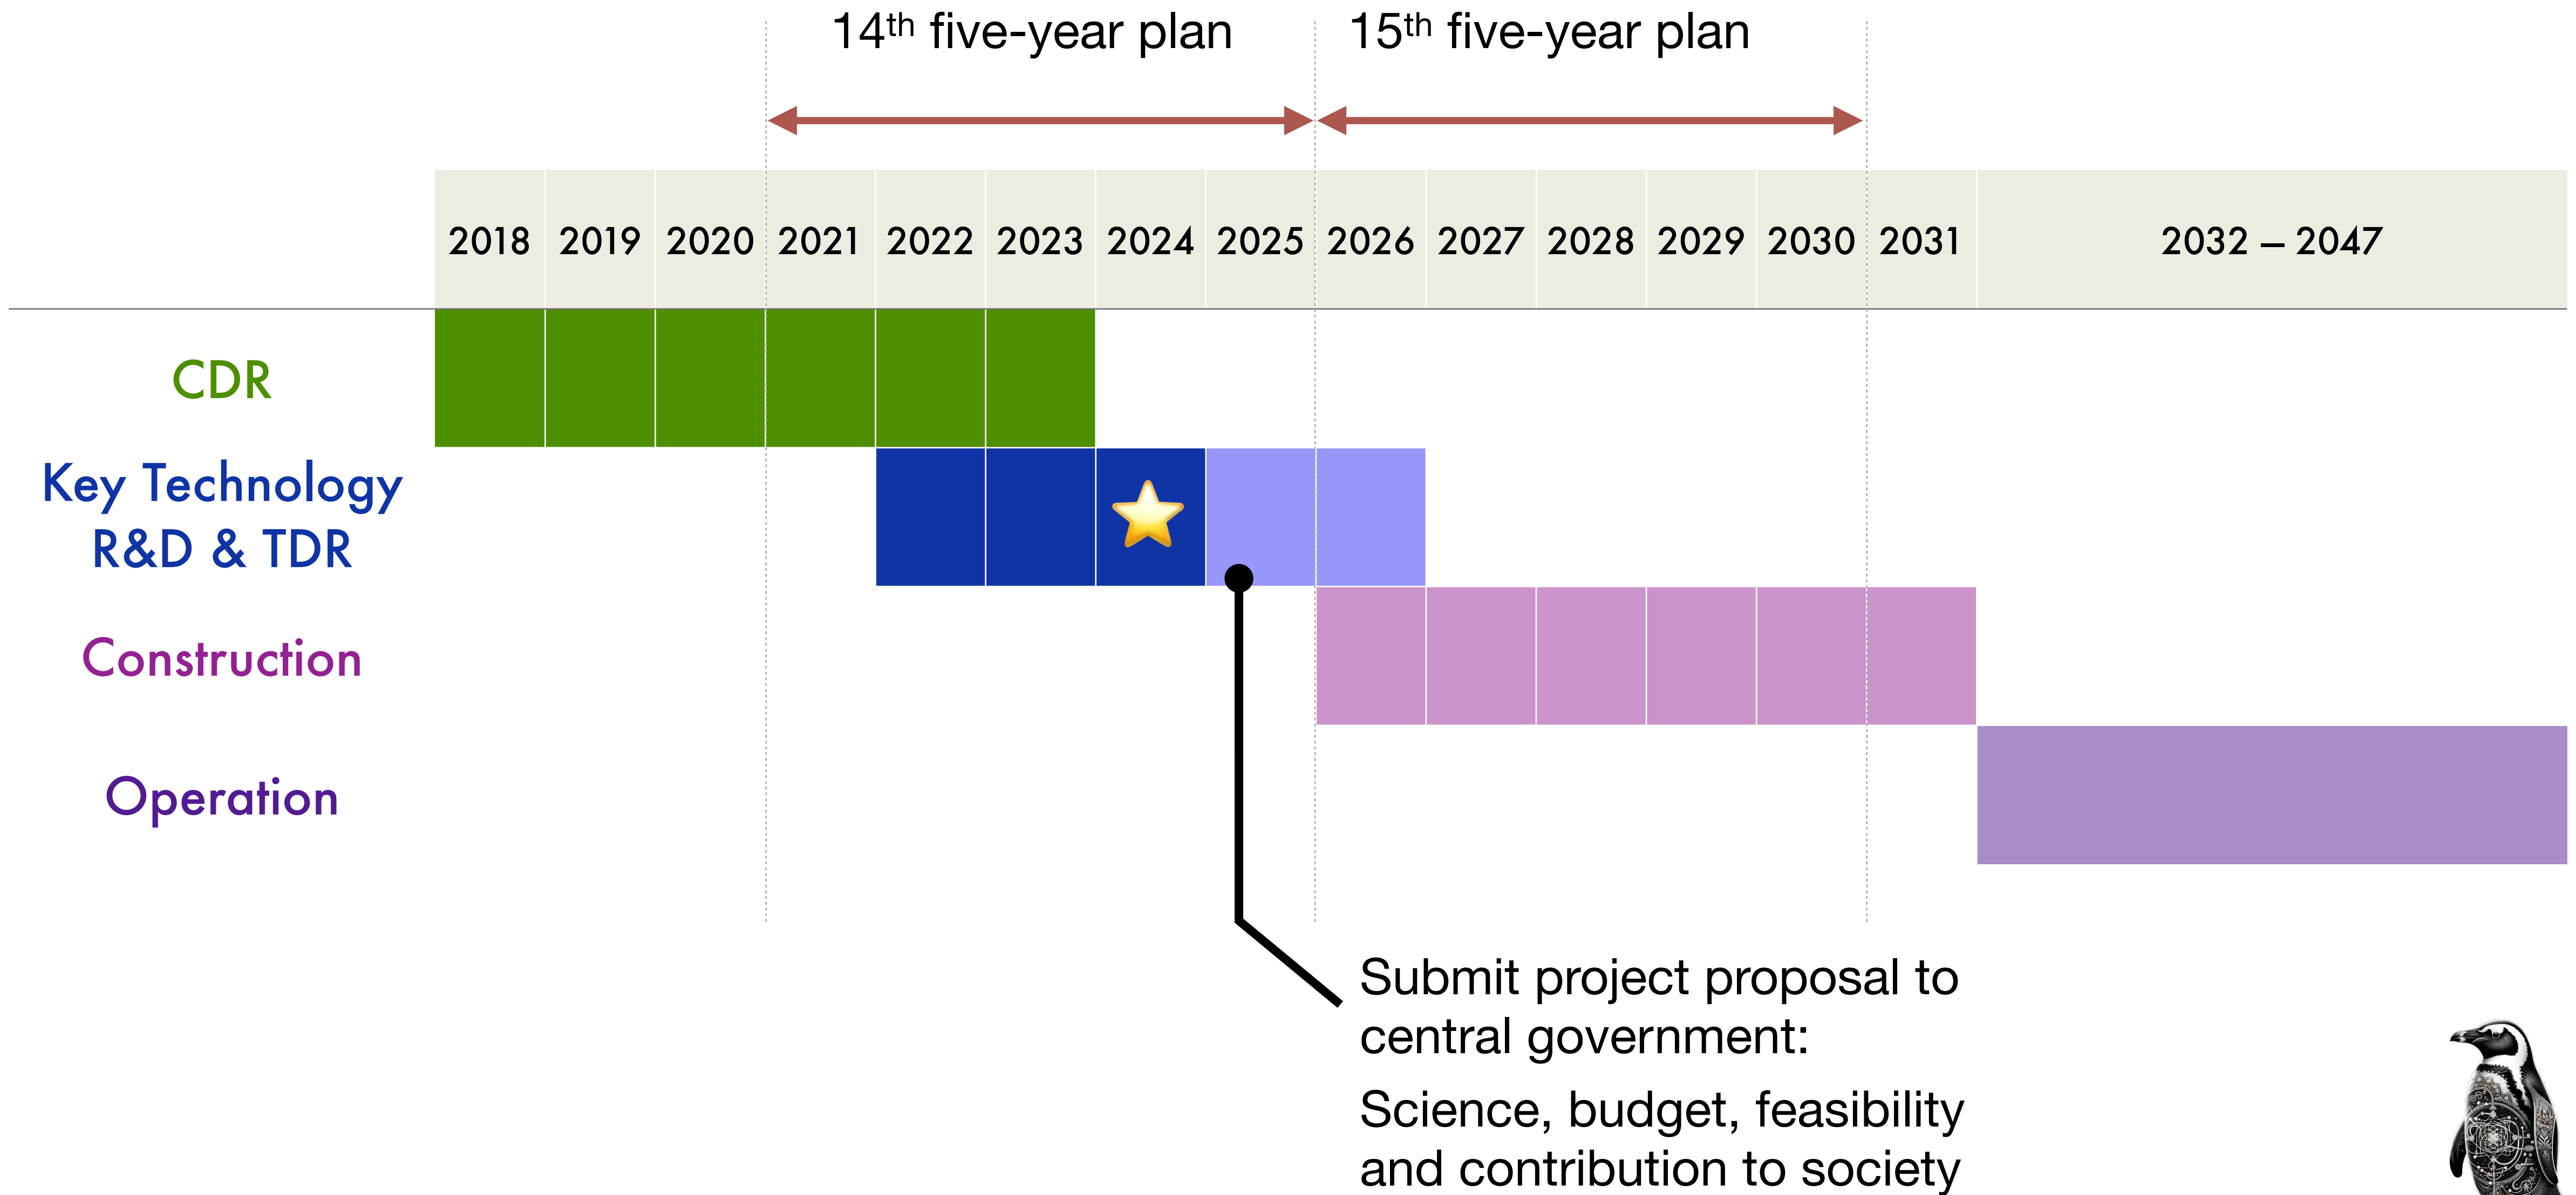 14th five-year plan 15th five-year plan
2018 2019 2020 2021 2022 2023 2024 2025 2026 2027 2028 2029 2030 2031 2032 – 2047
CDR
Key Technology
R&D & TDR
Construction
Operation
Submit project proposal to
central government:
Science, budget, feasibility
and contribution to society